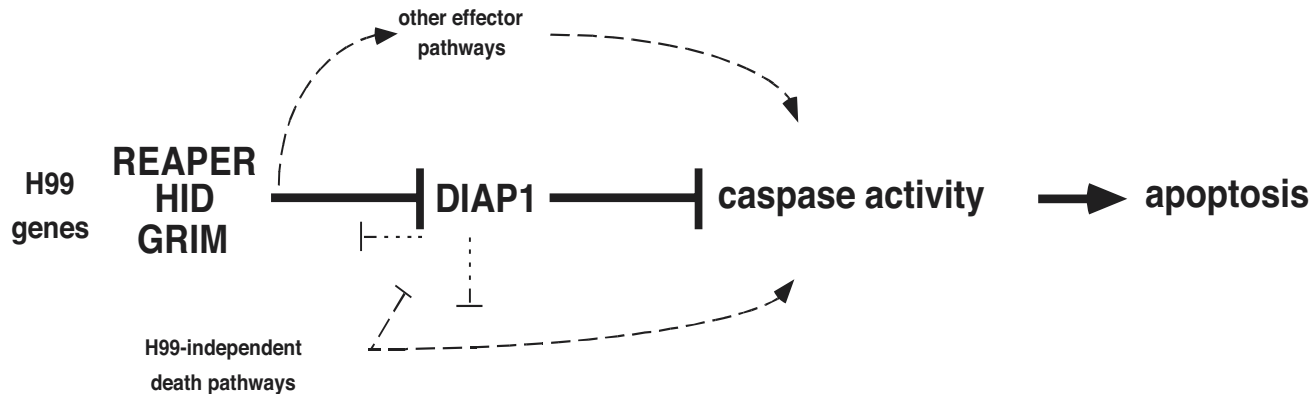 other effector
pathways
H99
genes
REAPER
HID
GRIM
DIAP1
caspase activity
apoptosis
H99-independent
death pathways